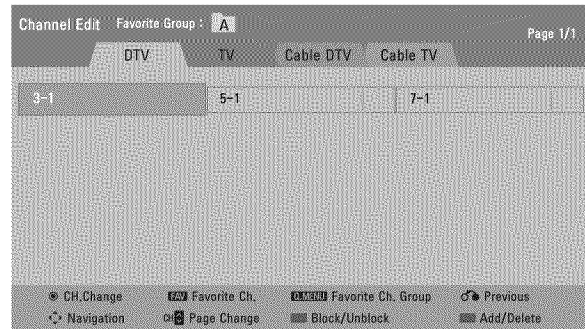 Channel Edit Favorite Group : A
Page 1/1
DTV TV Cable DTV Cable TV
3-1 5-1 7-1
CH.Change FAV Favorite Ch. Q.MENU Favorite Ch. Group Previous
Navigation CH Page Change Block/Unblock Add/Delete